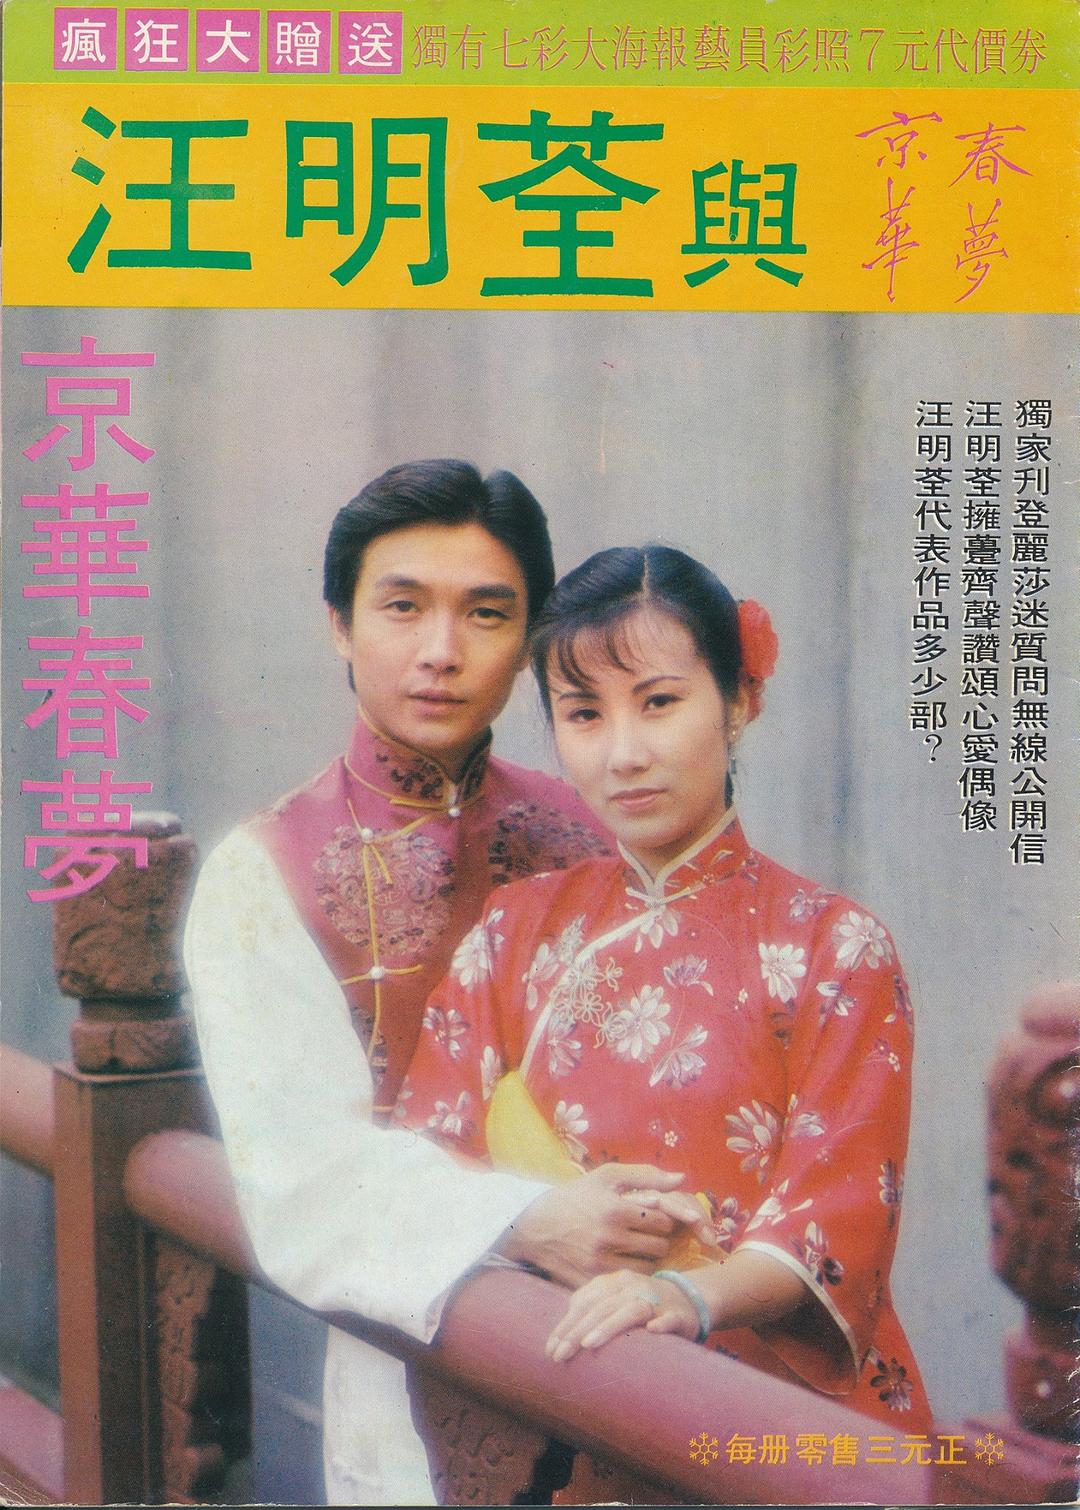 瘋狂大贈送 獨有七彩大海報藝員彩照7元代價券
汪明荃與
春夢
京華
京華春夢
獨家刋登麗莎迷質問無線公開信
汪明荃擁躉齊聲讚頌心愛偶像
汪明荃代表作品多少部？
每册零售三元正